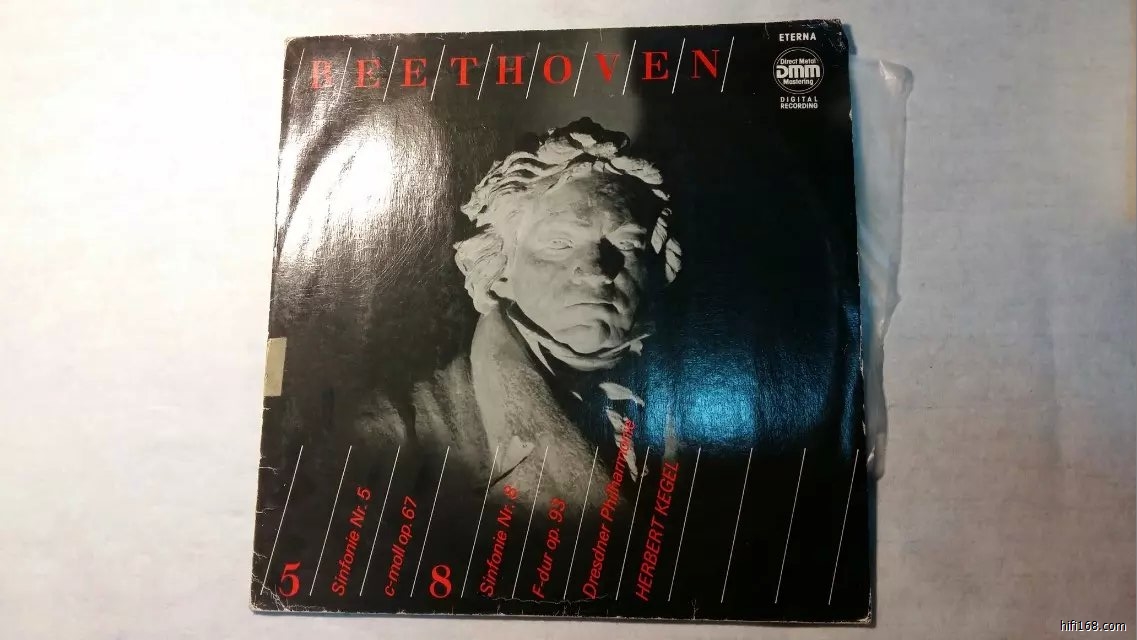 B/E/E/T/H/O/V/E/N/
ETERNA
Direct Metal
DMM
Mastering
DIGITAL
RECORDING
5
Sinfonie Nr. 5
c-moll op. 67
8
Sinfonie Nr. 8
F-dur op. 93
Dresdner Philharmonie
HERBERT KEGEL
hifi168.com